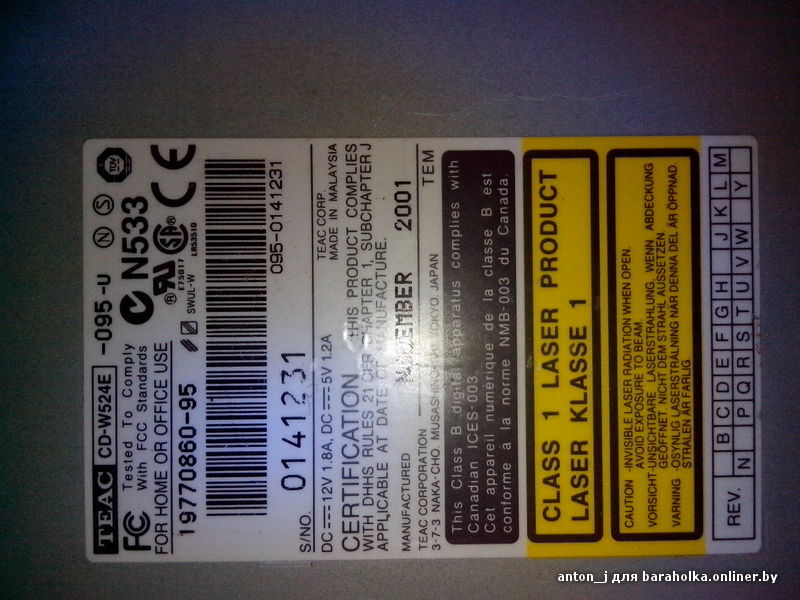 TEAC CD-W524E -095 -U
FC Tested To Comply
With FCC Standards
FOR HOME OR OFFICE USE
N533
TÜV
N S
CE
E75017
LR53510
SWUL-W
19770860-95
095-0141231
S/NO. 0141231
DC 12V 1.8A, DC 5V 1.2A
TEAC CORP.
MADE IN MALAYSIA
CERTIFICATION THIS PRODUCT COMPLIES
WITH DHHS RULES 21 CFR CHAPTER 1, SUBCHAPTER J
APPLICABLE AT DATE OF MANUFACTURE.
MANUFACTURED NOVEMBER 2001
TEAC CORPORATION TEM
3-7-3 NAKA-CHO, MUSASHINO-SHI, TOKYO, JAPAN
This Class B digital apparatus complies with
Canadian ICES-003.
Cet appareil numérique de la classe B est
conforme à la norme NMB-003 du Canada.
CLASS 1 LASER PRODUCT
LASER KLASSE 1
CAUTION -INVISIBLE LASER RADIATION WHEN OPEN.
AVOID EXPOSURE TO BEAM.
VORSICHT-UNSICHTBARE LASERSTRAHLUNG, WENN ABDECKUNG
GEÖFFNET. NICHT DEM STRAHL AUSSETZEN.
VARNING -OSYNLIG LASERSTRÅLNING NÄR DENNA DEL ÄR ÖPPNAD.
STRÅLEN ÄR FARLIG.
REV. B C D E F G H J K L M
N P Q R S T U V W Y
anton_j для baraholka.onliner.by